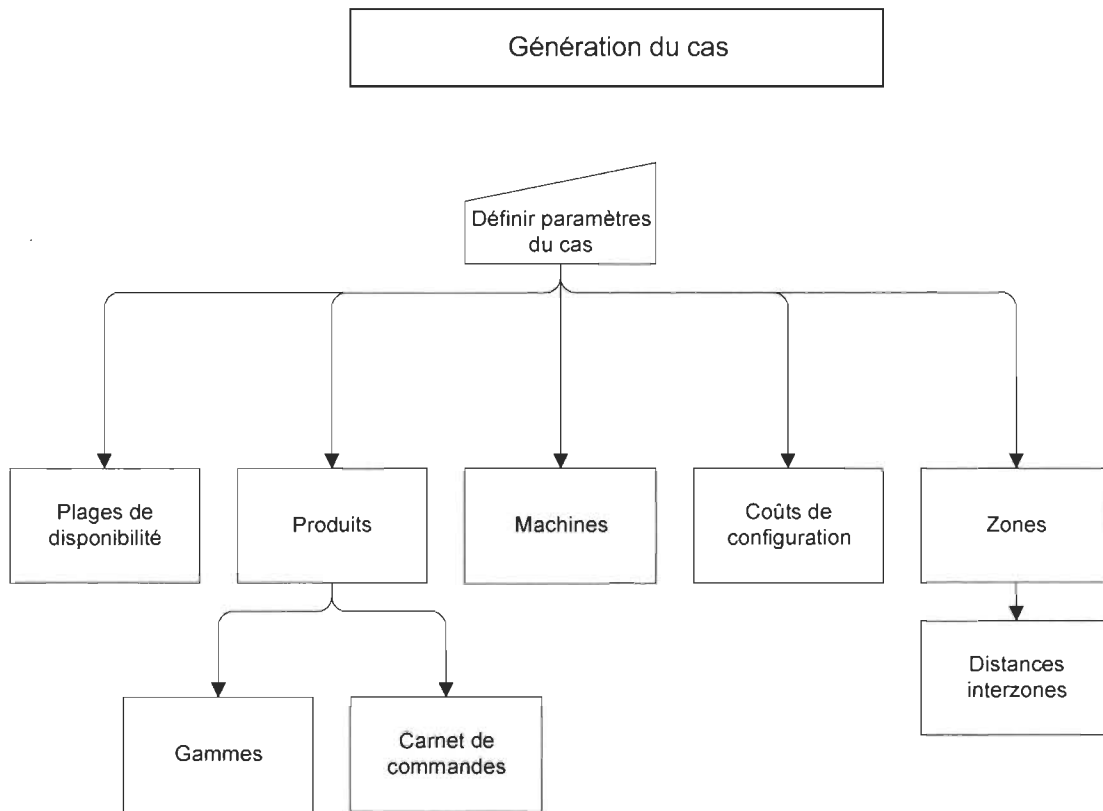 Génération du cas
Définir paramètres
du cas
Plages de
disponibilité
Produits
Machines
Coûts de
configuration
Zones
Gammes
Carnet de
commandes
Distances
interzones